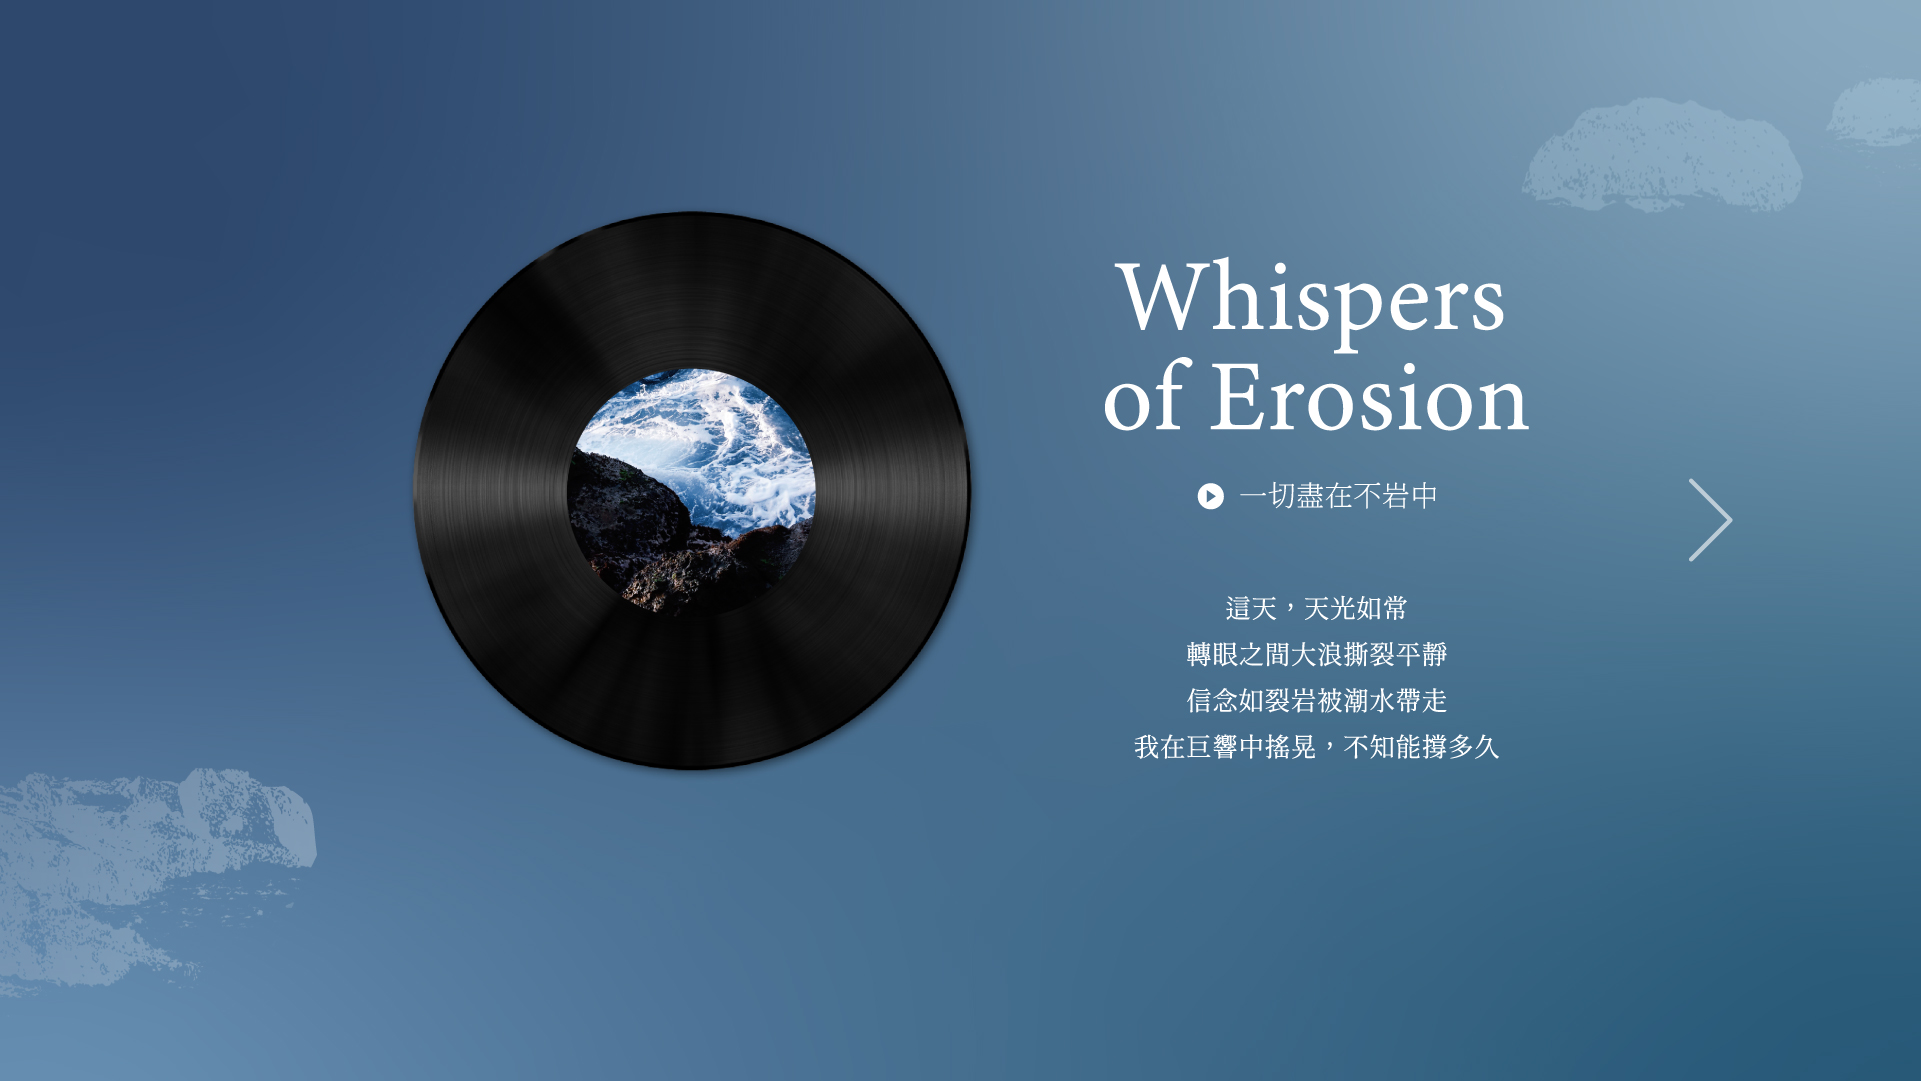 Whispers
of Erosion
一切盡在不岩中
這天，天光如常
轉眼之間大浪撕裂平靜
信念如裂岩被潮水帶走
我在巨響中搖晃，不知能撐多久